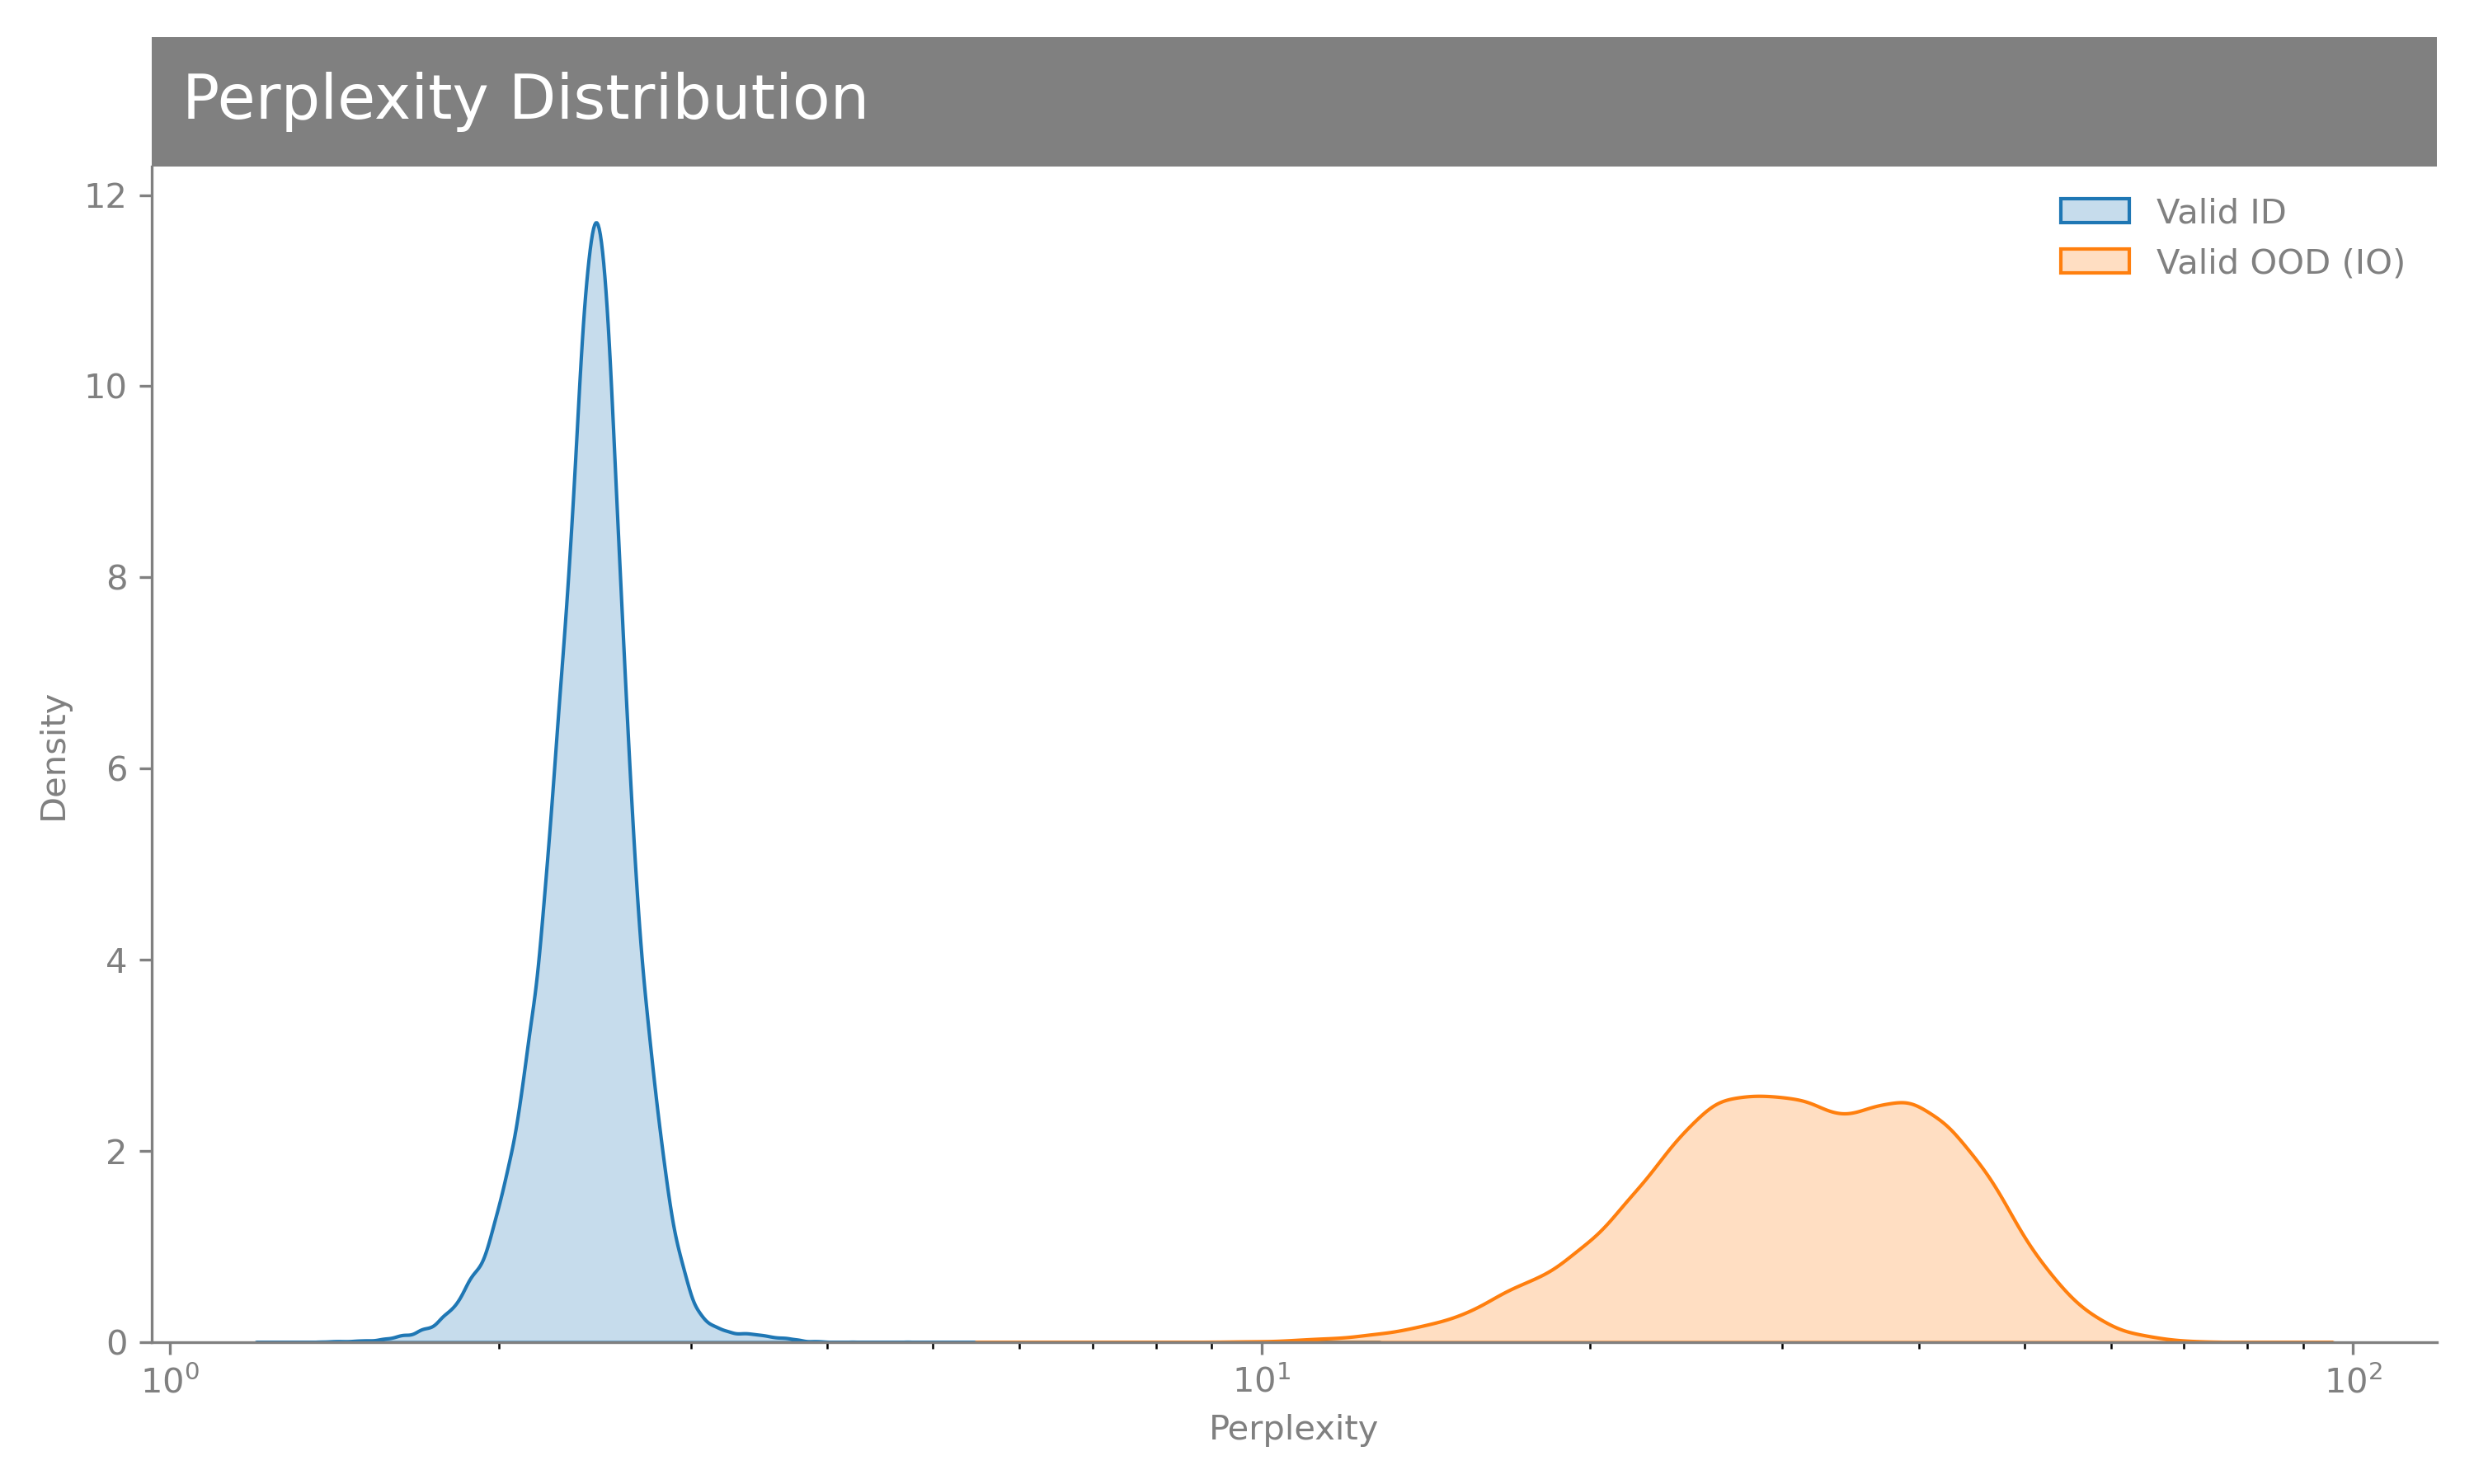 Perplexity Distribution
12
10
8
6
4
2
0
Density
Valid ID
Valid OOD (IO)
10⁰
10¹
10²
Perplexity